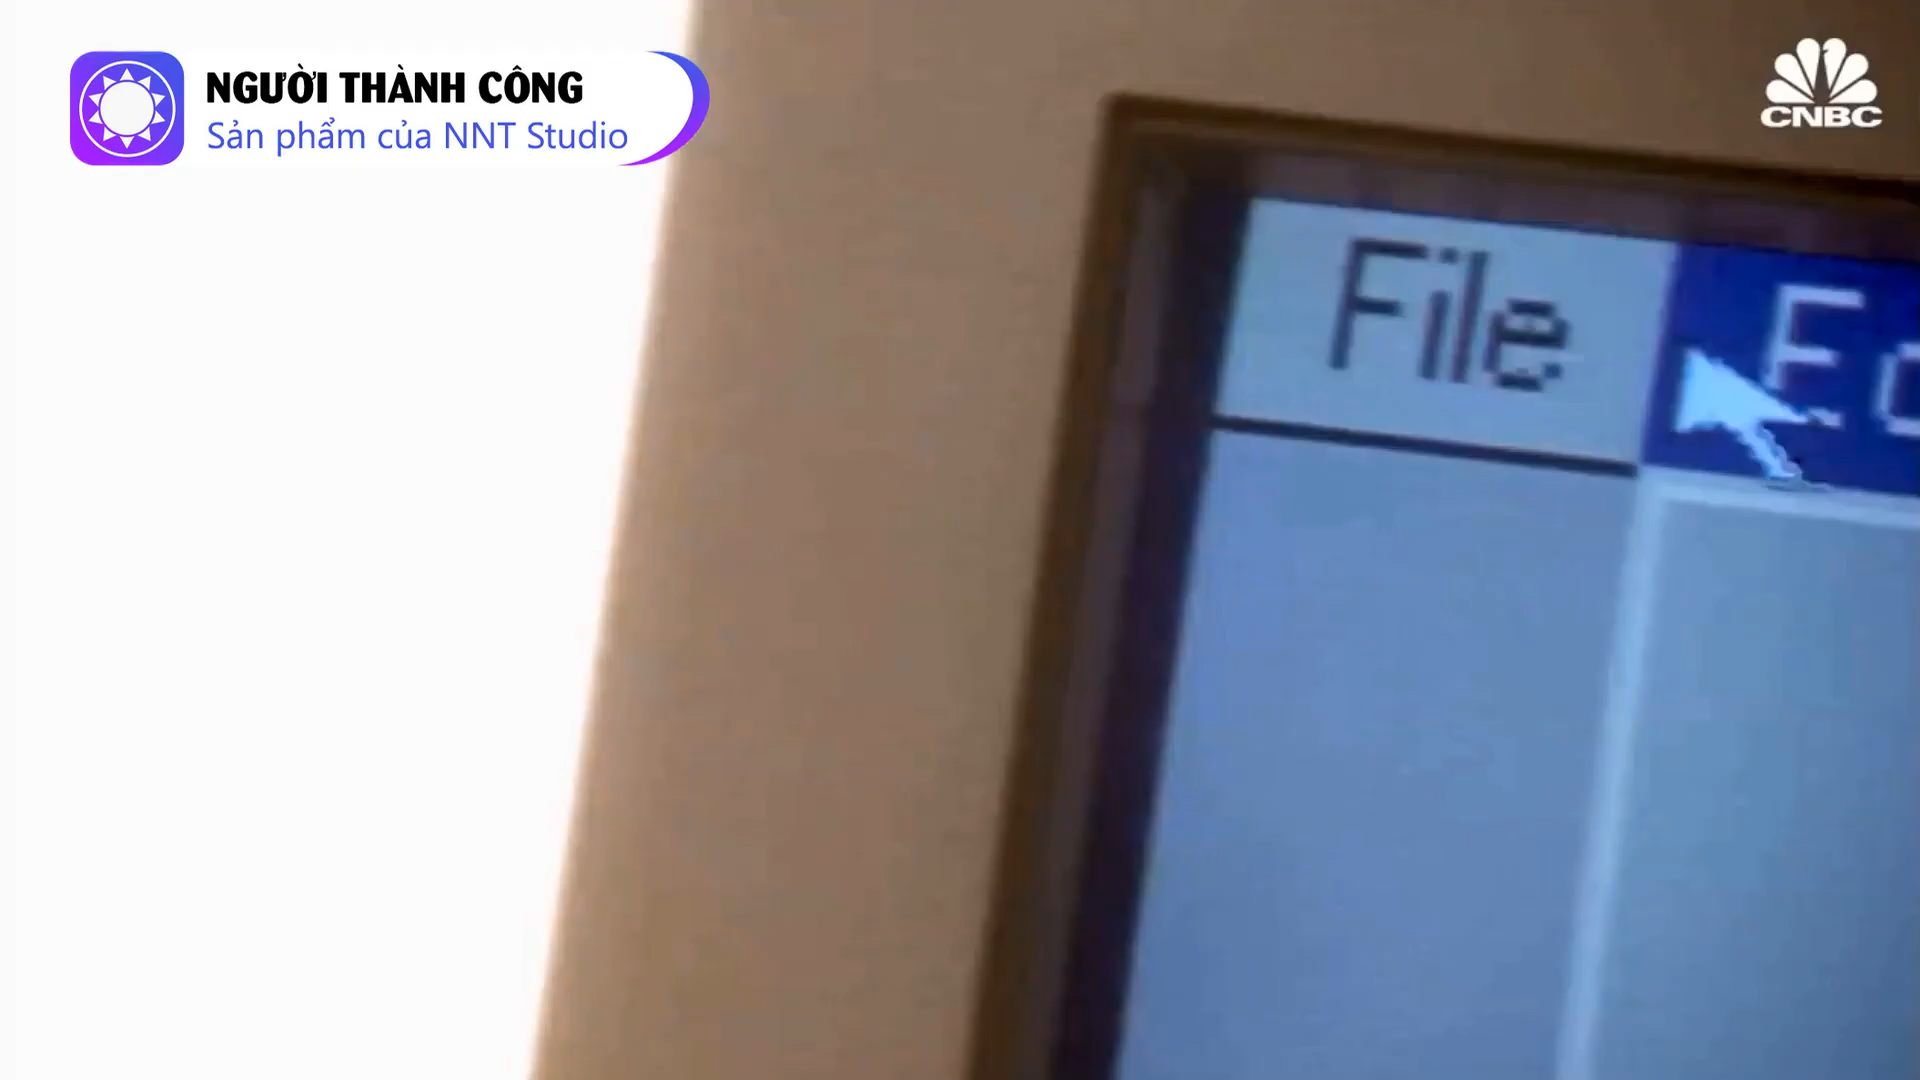 NGƯỜI THÀNH CÔNG
Sản phẩm của NNT Studio
CNBC
File